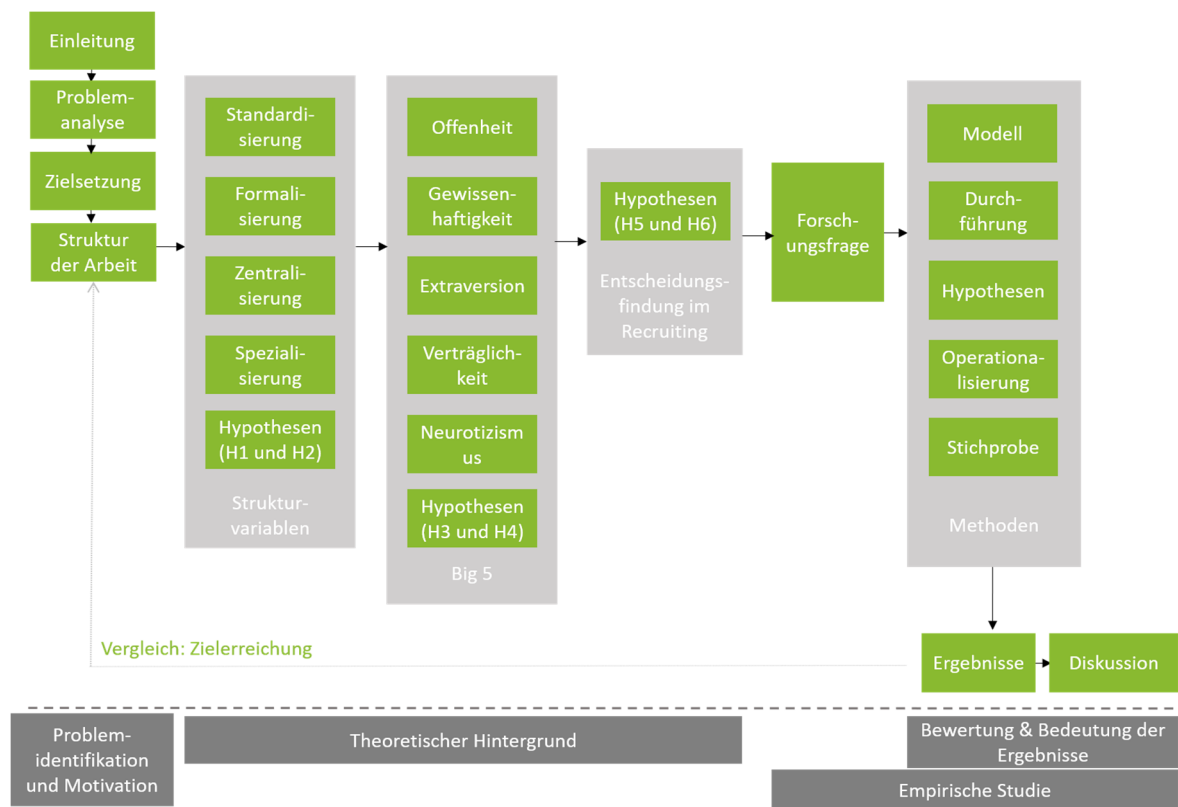 Einleitung
Problem-
analyse
Zielsetzung
Struktur
der Arbeit
Standardi-
sierung
Formali-
sierung
Zentrali-
sierung
Speziali-
sierung
Hypothesen
(H1 und H2)
Struktur-
variablen
Offenheit
Gewissen-
haftigkeit
Extraversion
Verträglich-
keit
Neurotizism
us
Hypothesen
(H3 und H4)
Big 5
Hypothesen
(H5 und H6)
Entscheidungs-
findung im
Recruiting
Forsch-
ungsfrage
Modell
Durch-
führung
Hypothesen
Operationa-
lisierung
Stichprobe
Methoden
Vergleich: Zielerreichung
Ergebnisse
Diskussion
Problem-
identifikation
und Motivation
Theoretischer Hintergrund
Bewertung & Bedeutung der
Ergebnisse
Empirische Studie